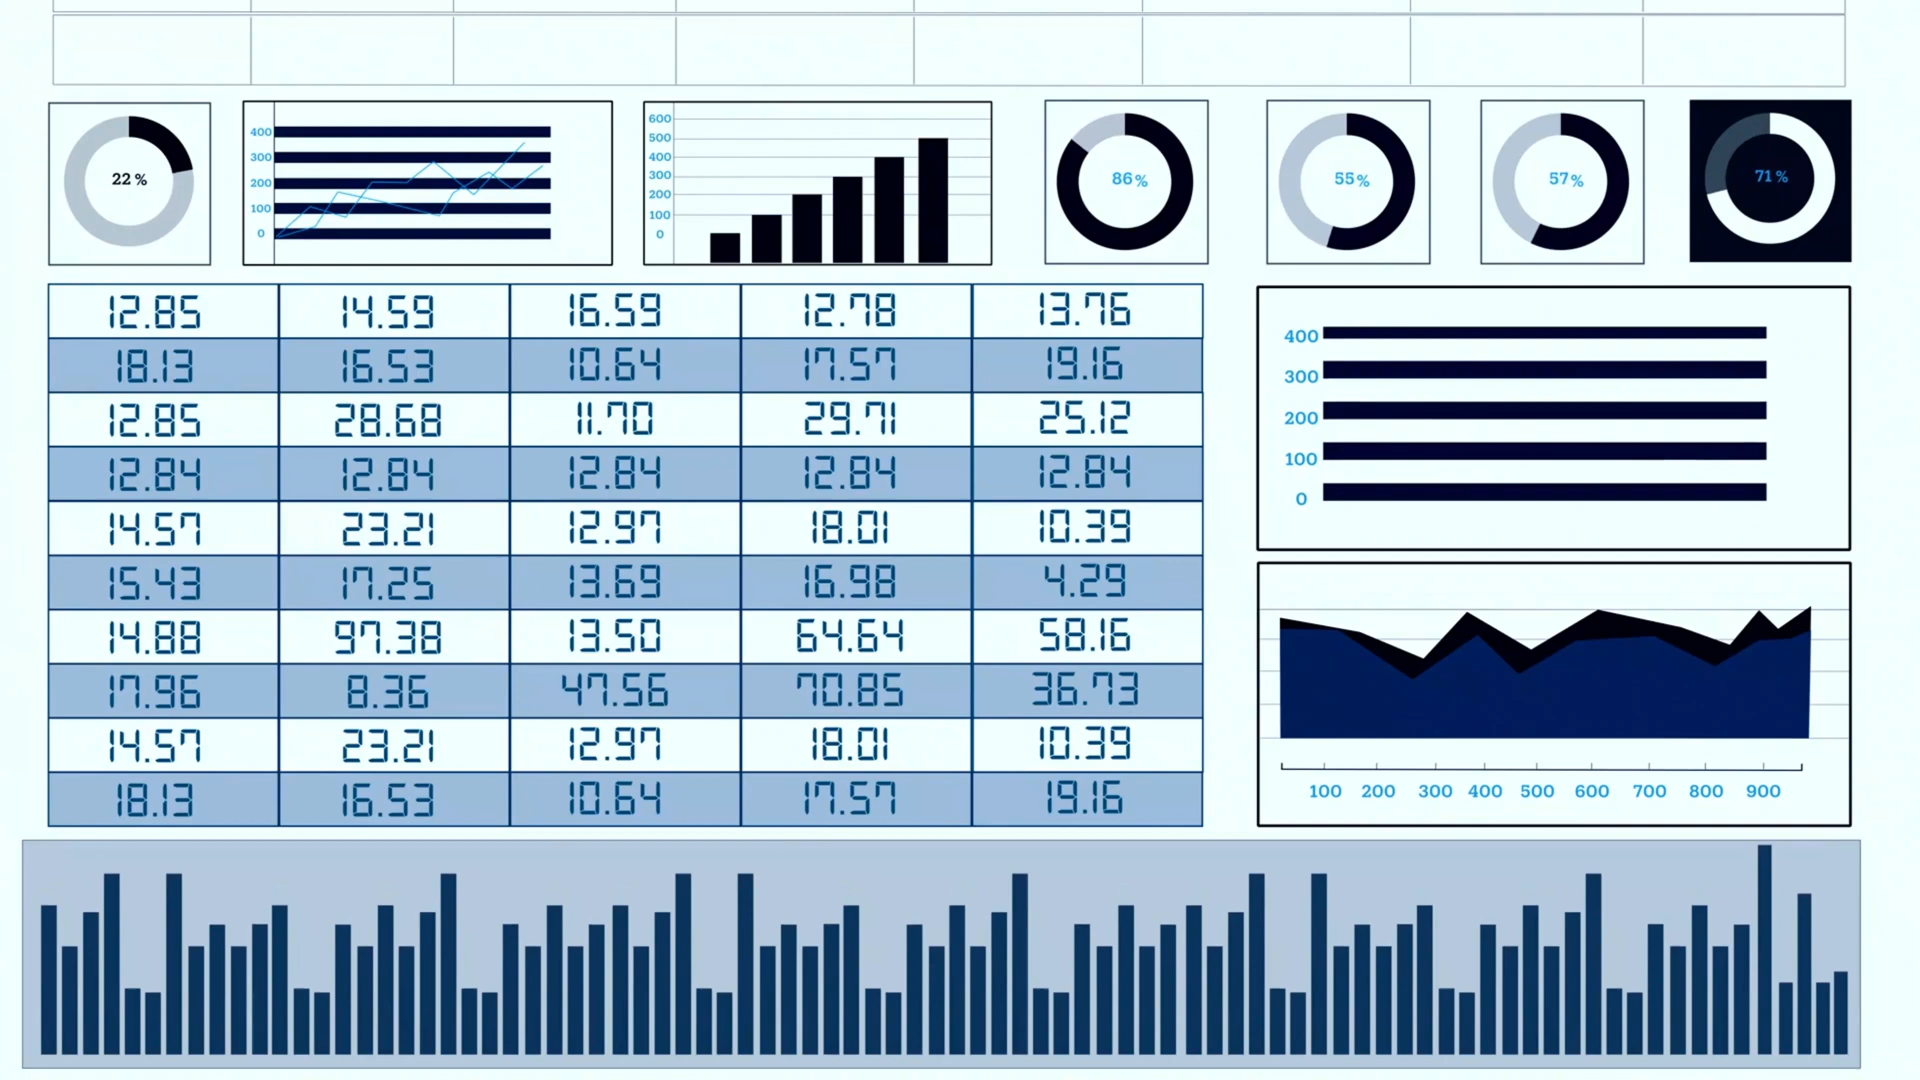 22 %
400
300
200
100
0
600
500
400
300
200
100
0
86%
55%
57%
71 %
12.85 14.59 16.59 12.78 13.76
18.13 16.53 10.64 17.57 19.16
12.85 28.68 11.70 29.71 25.12
12.84 12.84 12.84 12.84 12.84
14.57 23.21 12.97 18.01 10.39
15.43 17.25 13.69 16.98 4.29
14.88 97.38 13.50 64.64 58.16
17.96 8.36 47.56 70.85 36.73
14.57 23.21 12.97 18.01 10.39
18.13 16.53 10.64 17.57 19.16
400
300
200
100
0
100 200 300 400 500 600 700 800 900